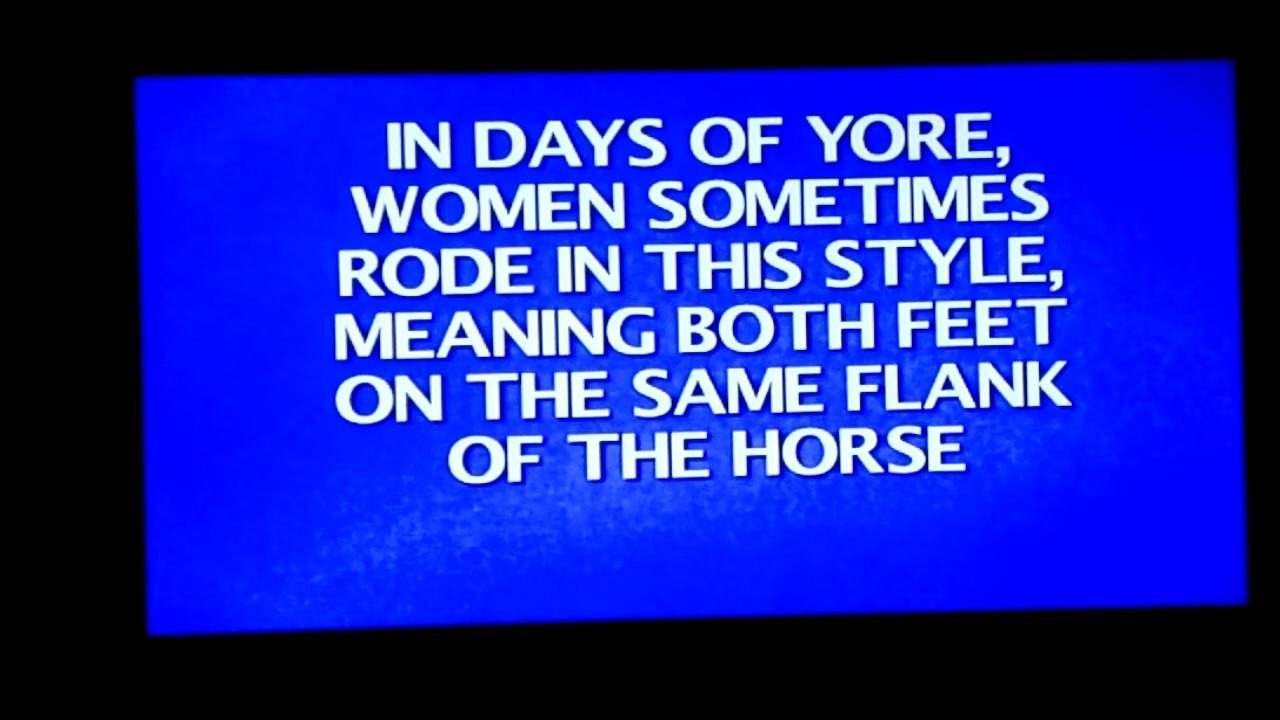 IN DAYS OF YORE,
WOMEN SOMETIMES
RODE IN THIS STYLE,
MEANING BOTH FEET
ON THE SAME FLANK
OF THE HORSE